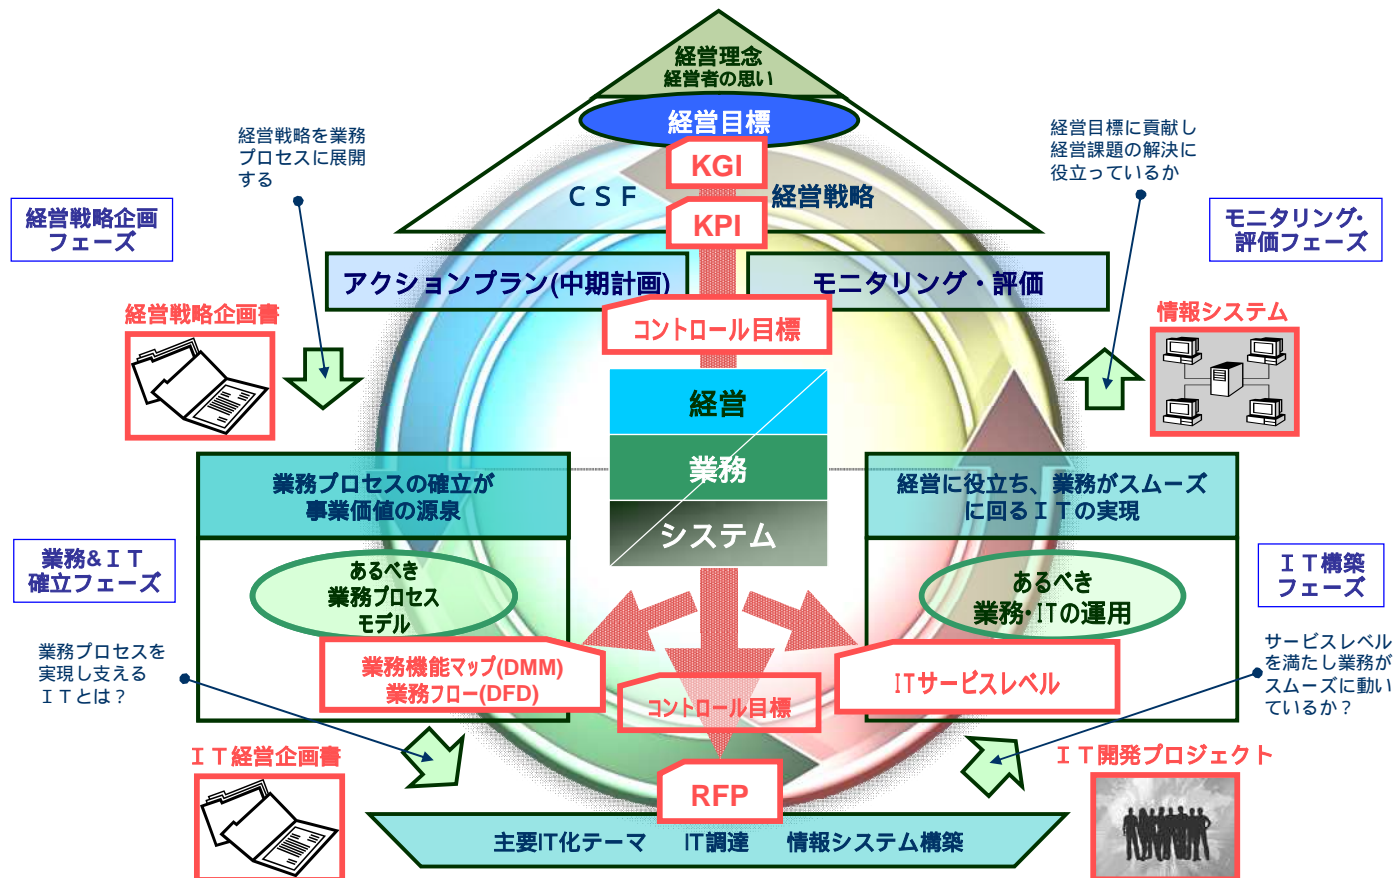 経営理念
経営者の思い
経営目標
KGI
ＣＳＦ
経営戦略
KPI
経営戦略を業務
プロセスに展開
する
経営目標に貢献し
経営課題の解決に
役立っているか
経営戦略企画
フェーズ
モニタリング・
評価フェーズ
アクションプラン(中期計画)
モニタリング・評価
コントロール目標
経営戦略企画書
情報システム
経営
業務
システム
業務プロセスの確立が
事業価値の源泉
経営に役立ち、業務がスムーズ
に回るＩＴの実現
業務&ＩＴ
確立フェーズ
ＩＴ構築
フェーズ
あるべき
業務プロセス
モデル
あるべき
業務・ITの運用
業務プロセスを
実現し支える
ＩＴとは？
サービスレベル
を満たし業務が
スムーズに動い
ているか？
業務機能マップ(DMM)
業務フロー(DFD)
コントロール目標
ITサービスレベル
ＩＴ経営企画書
ＩＴ開発プロジェクト
RFP
主要IT化テーマ　IT調達　情報システム構築